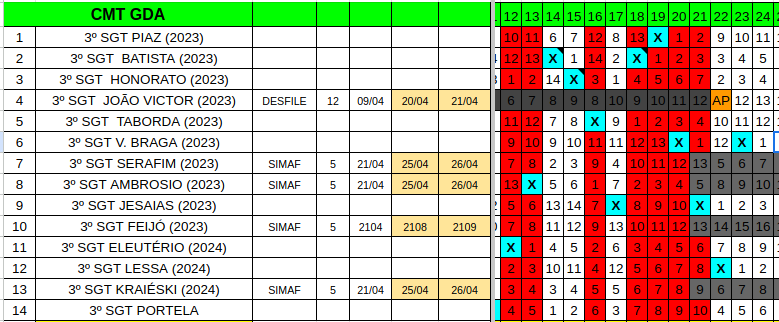 CMT GDA 12 13 14 15 16 17 18 19 20 21 22 23 24
1 3º SGT PIAZ (2023) 10 11 6 7 12 8 13 X 1 2 9 10 11
2 3º SGT BATISTA (2023) 12 13 X 1 2 X 1 2 3 3 4 5
3 3º SGT HONORATO (2023) 1 2 14 X 3 1 4 5 6 7 2 3 4
4 3º SGT JOÃO VICTOR (2023) DESFILE 12 09/04 20/04 21/04 6 7 8 9 8 10 9 10 11 12 AP 12 13
5 3º SGT TABORDA (2023) 11 12 7 8 X 9 1 2 3 4 10 11 12
6 3º SGT V. BRAGA (2023) 9 10 9 10 10 11 11 12 X 1 12 X 1
7 3º SGT SERAFIM (2023) SIMAF 5 21/04 25/04 26/04 7 8 2 3 9 4 10 11 12 13 5 6 7
8 3º SGT AMBROSIO (2023) SIMAF 5 21/04 25/04 26/04 13 X 5 6 1 7 2 3 4 5 8 9 10
9 3º SGT JESAIAS (2023) 5 6 13 14 7 X 8 9 10 X 1 2 3
10 3º SGT FEIJÓ (2023) SIMAF 5 2104 2108 2109 7 8 11 12 9 13 10 11 12 13 14 15 16
11 3º SGT ELEUTÉRIO (2024) X 1 4 5 2 6 3 4 5 6 7 8 9
12 3º SGT LESSA (2024) 2 3 10 11 4 12 5 6 7 8 X 1 2
13 3º SGT KRAIÉSKI (2024) SIMAF 5 21/04 25/04 26/04 3 4 3 4 5 5 6 7 8 9 6 7 8
14 3º SGT PORTELA 4 5 1 2 6 3 7 8 9 10 4 5 6